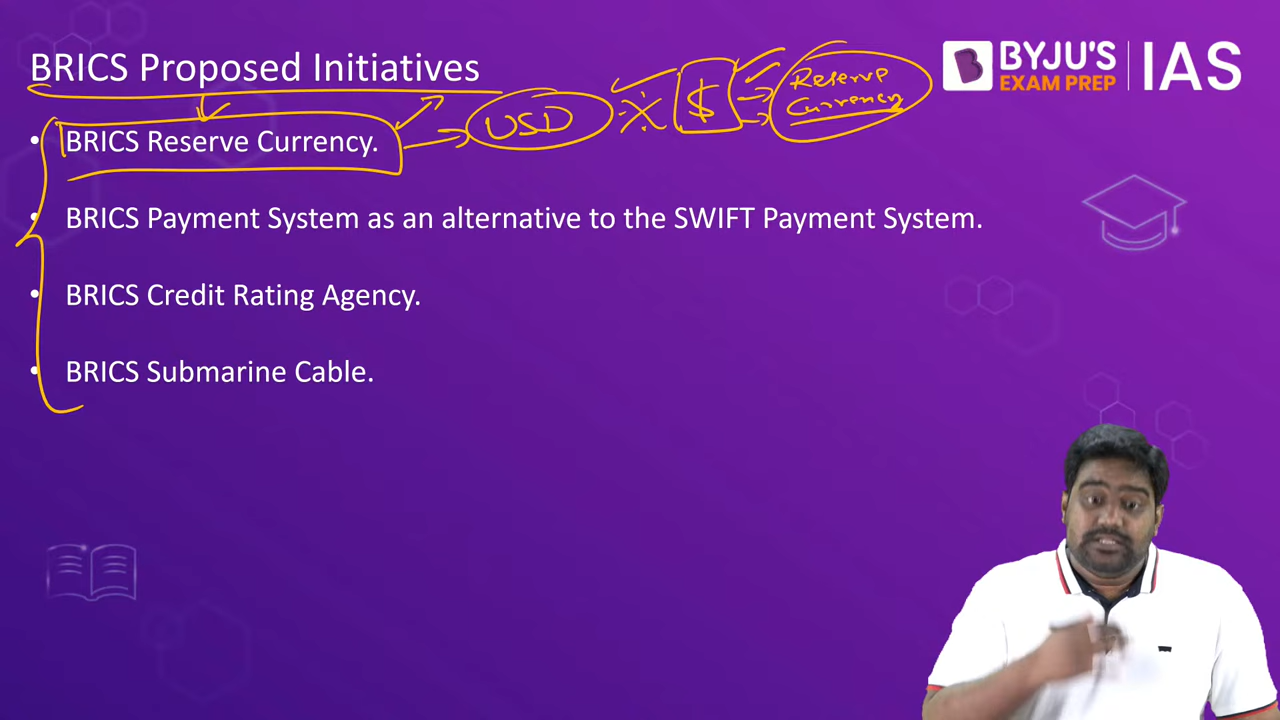 BRICS Proposed Initiatives
BYJU'S
EXAM PREP
IAS
USD
$
Reserve
Currency
• BRICS Reserve Currency.
• BRICS Payment System as an alternative to the SWIFT Payment System.
• BRICS Credit Rating Agency.
• BRICS Submarine Cable.